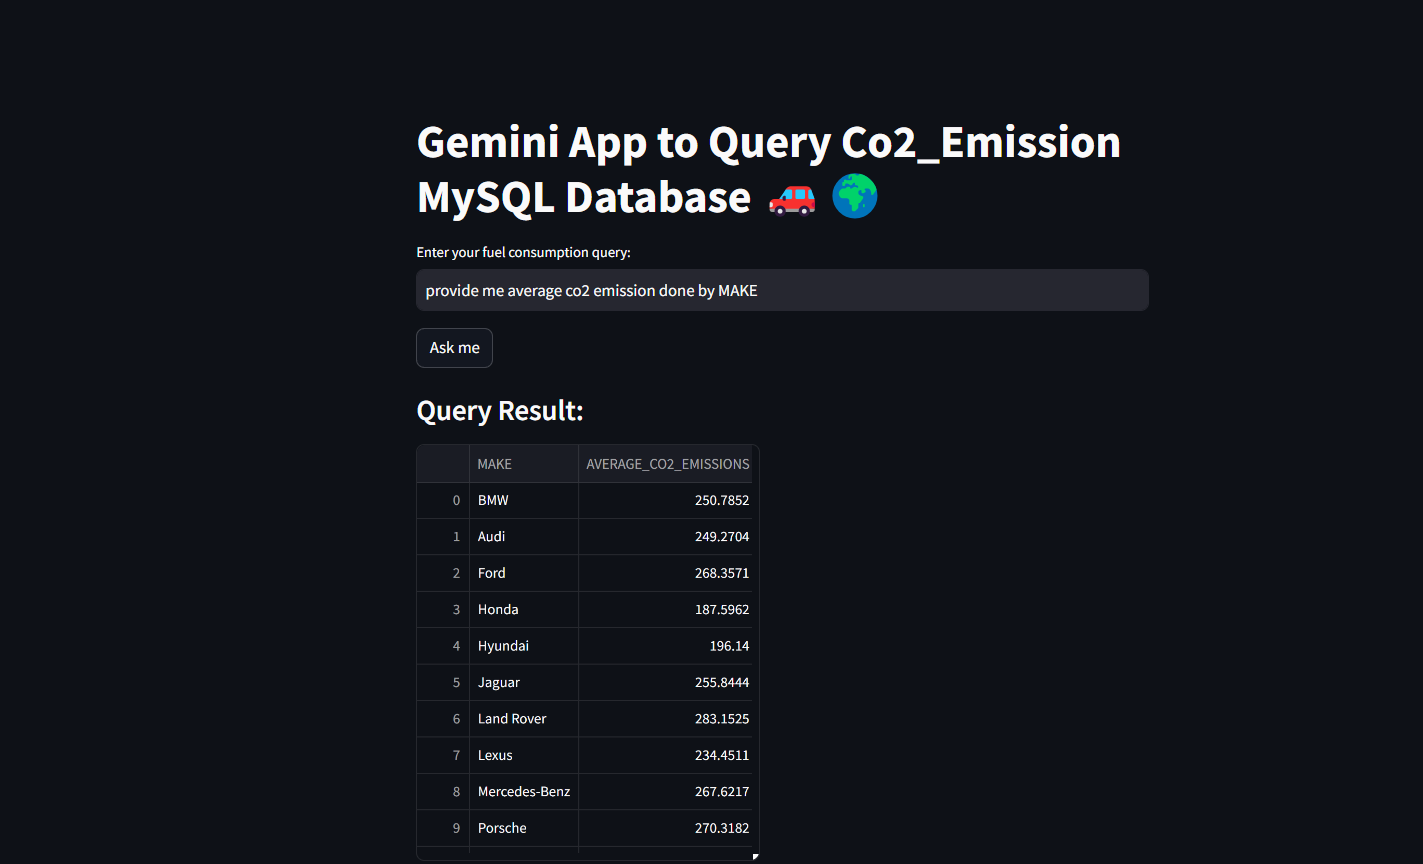 Gemini App to Query Co2_Emission
MySQL Database 🚗 🌍
Enter your fuel consumption query:
provide me average co2 emission done by MAKE
Ask me
Query Result:
MAKE AVERAGE_CO2_EMISSIONS
0 BMW 250.7852
1 Audi 249.2704
2 Ford 268.3571
3 Honda 187.5962
4 Hyundai 196.14
5 Jaguar 255.8444
6 Land Rover 283.1525
7 Lexus 234.4511
8 Mercedes-Benz 267.6217
9 Porsche 270.3182